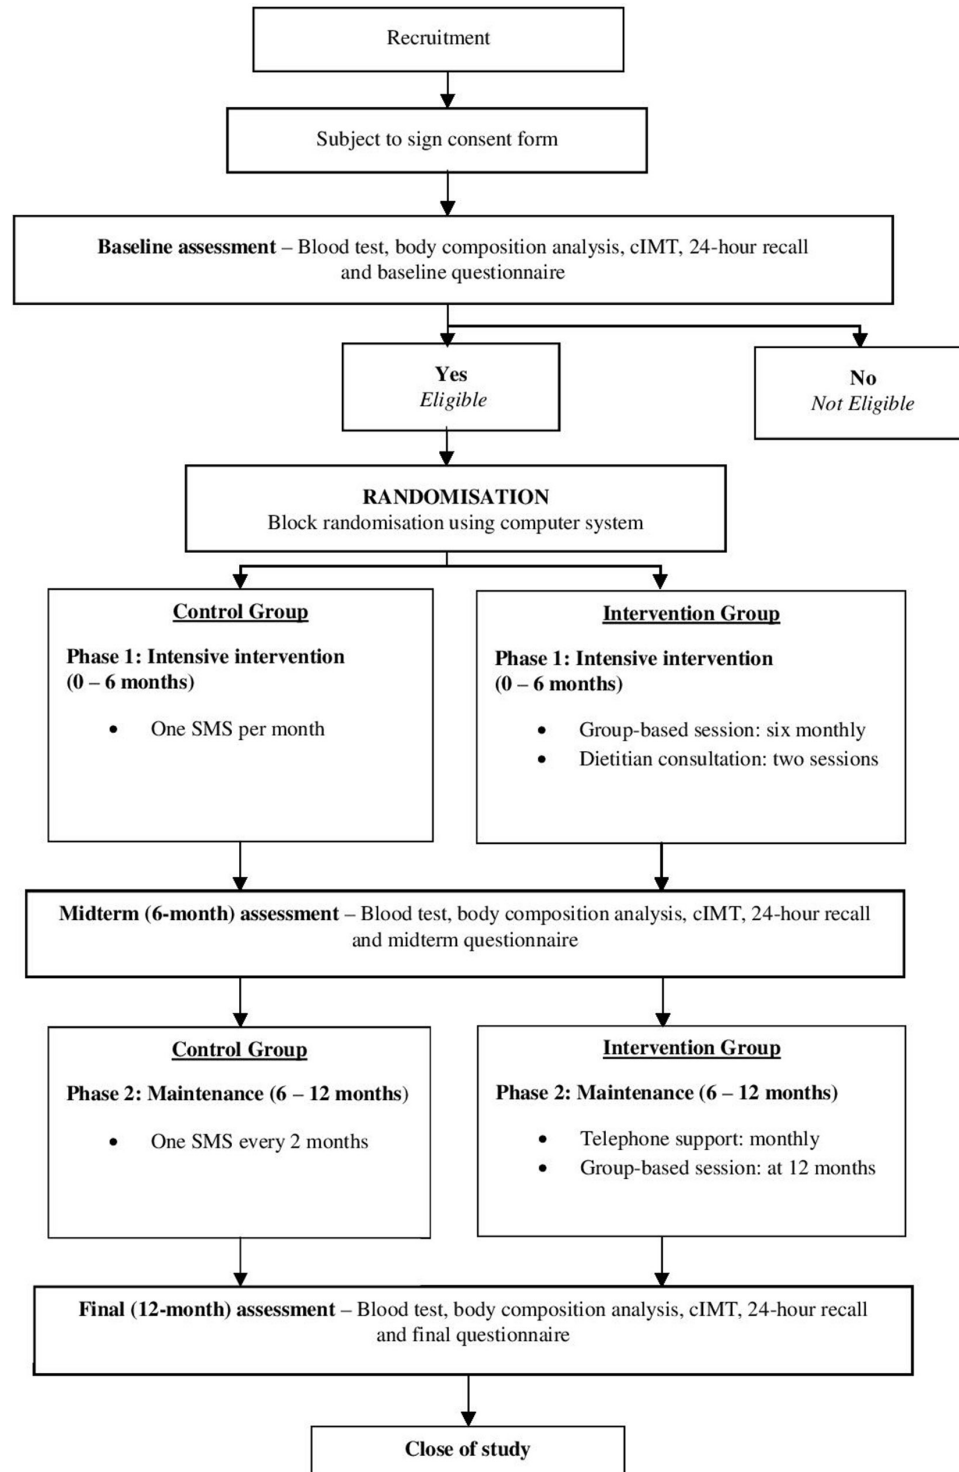 Recruitment
Subject to sign consent form
Baseline assessment – Blood test, body composition analysis, cIMT, 24-hour recall
and baseline questionnaire
Yes
Eligible
No
Not Eligible
RANDOMISATION
Block randomisation using computer system
Control Group
Phase 1: Intensive intervention
(0 – 6 months)
• One SMS per month
Intervention Group
Phase 1: Intensive intervention
(0 – 6 months)
• Group-based session: six monthly
• Dietitian consultation: two sessions
Midterm (6-month) assessment – Blood test, body composition analysis, cIMT, 24-hour recall
and midterm questionnaire
Control Group
Phase 2: Maintenance (6 – 12 months)
• One SMS every 2 months
Intervention Group
Phase 2: Maintenance (6 – 12 months)
• Telephone support: monthly
• Group-based session: at 12 months
Final (12-month) assessment – Blood test, body composition analysis, cIMT, 24-hour recall
and final questionnaire
Close of study